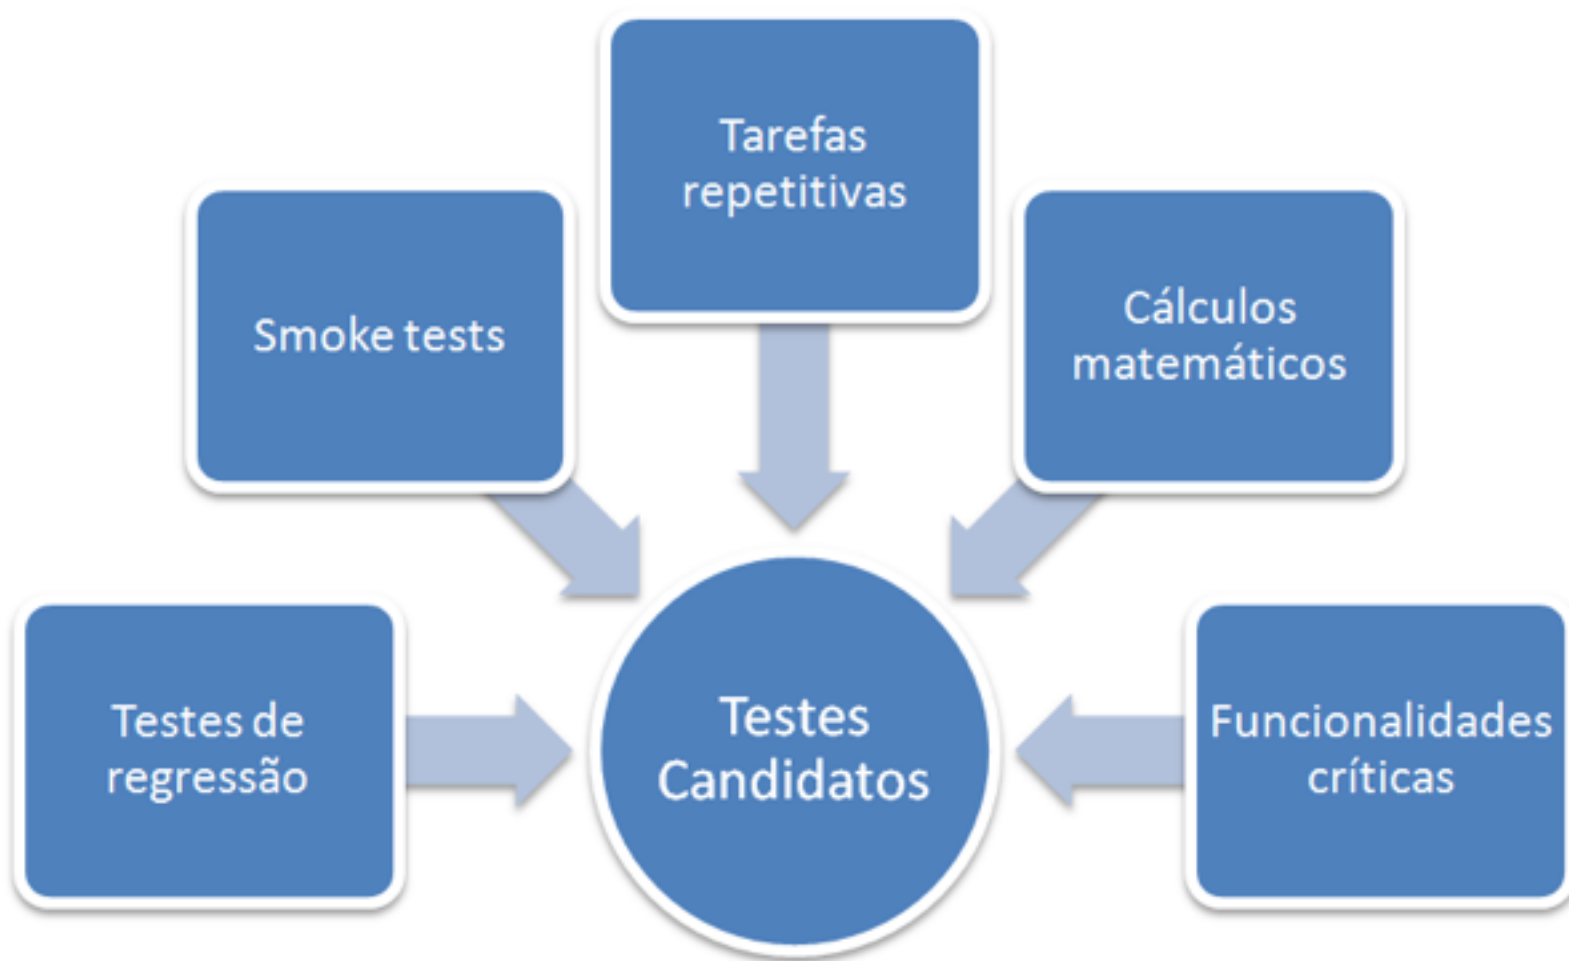 Tarefas
repetitivas
Smoke tests
Cálculos
matemáticos
Testes de
regressão
Testes
Candidatos
Funcionalidades
críticas